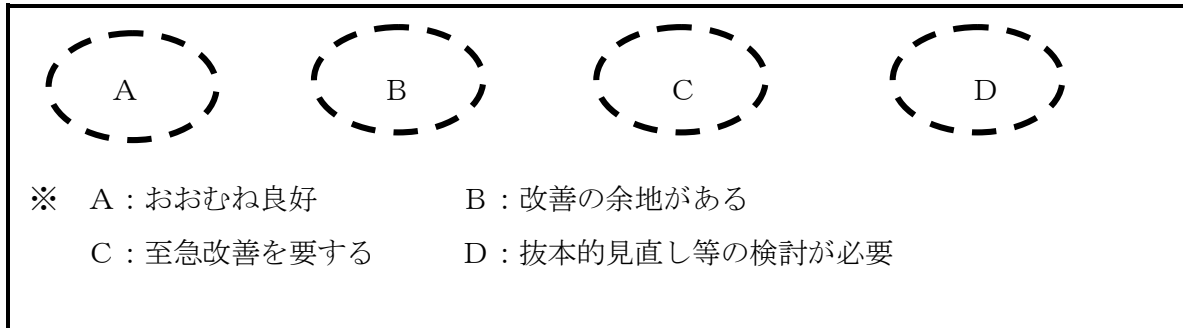 Ａ Ｂ Ｃ Ｄ
※ Ａ：おおむね良好 Ｂ：改善の余地がある
Ｃ：至急改善を要する Ｄ：抜本的見直し等の検討が必要